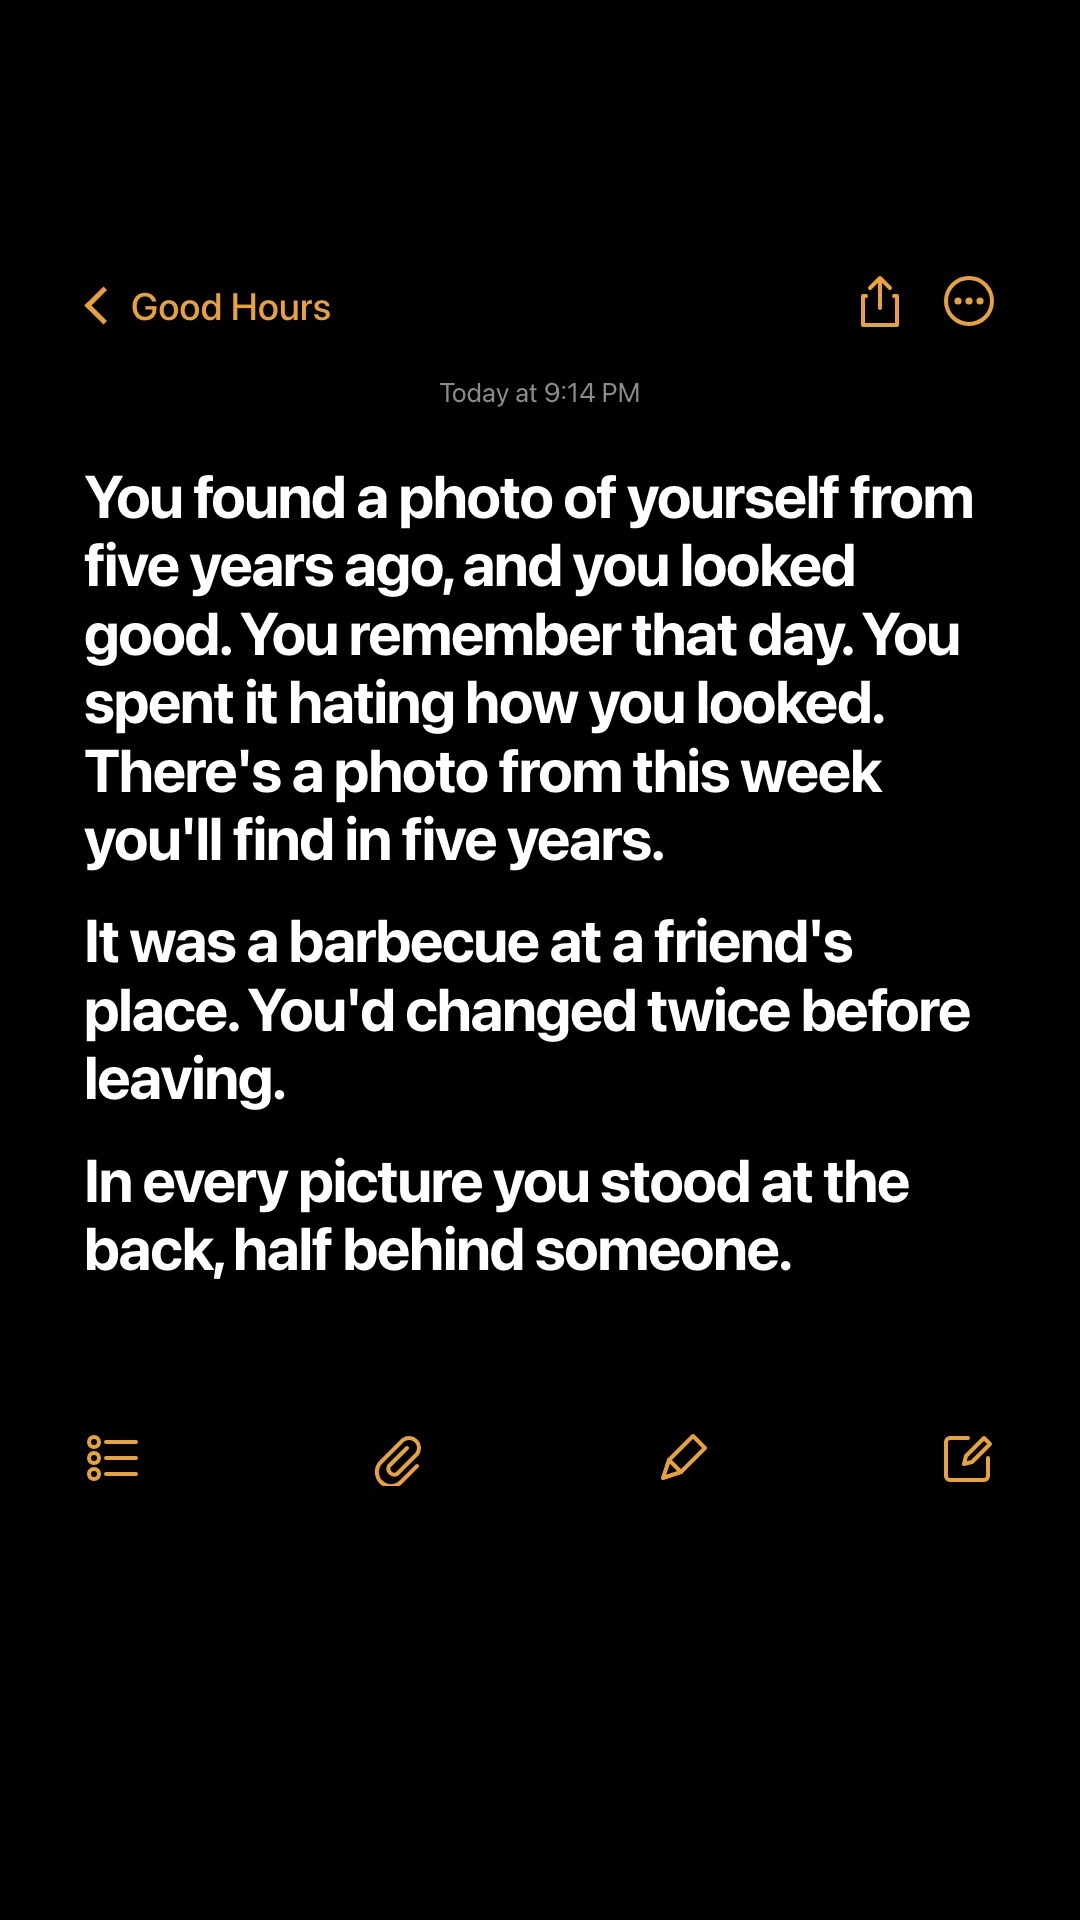 Good Hours
Today at 9:14 PM
You found a photo of yourself from
five years ago, and you looked
good. You remember that day. You
spent it hating how you looked.
There's a photo from this week
you'll find in five years.
It was a barbecue at a friend's
place. You'd changed twice before
leaving.
In every picture you stood at the
back, half behind someone.